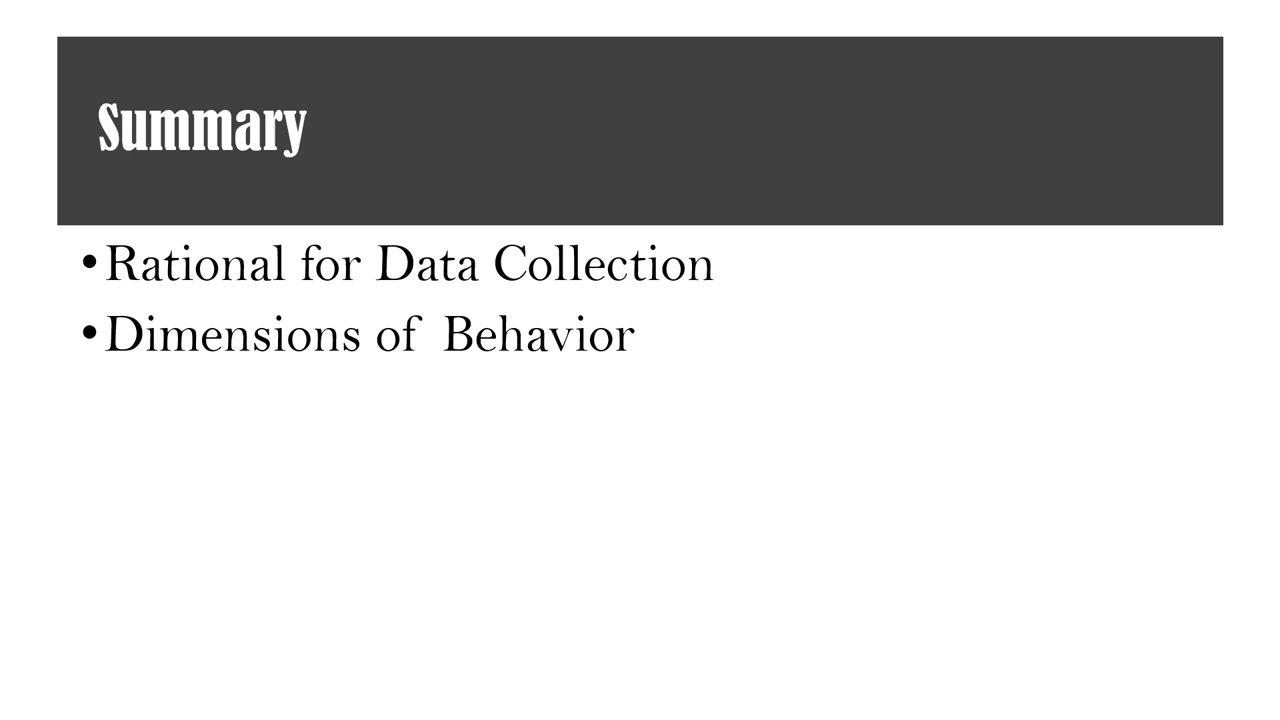 Summary
•Rational for Data Collection
•Dimensions of  Behavior